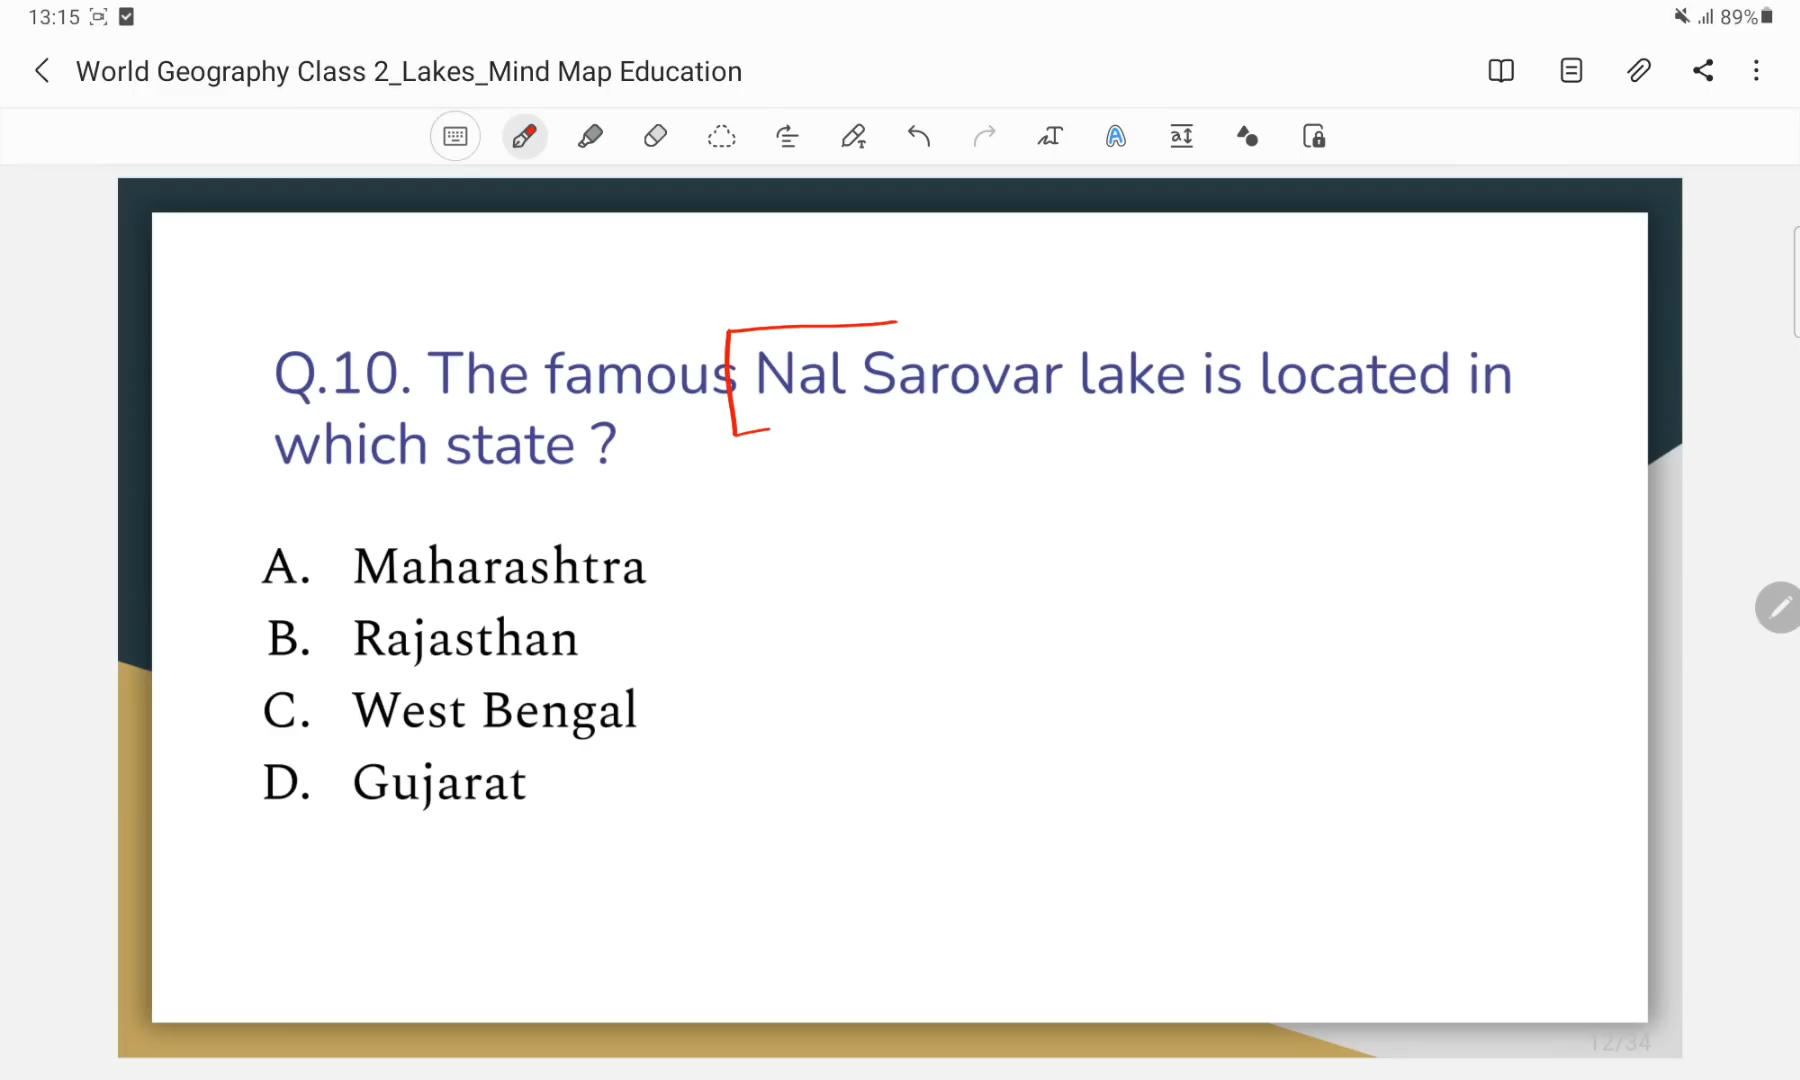 13:15
89%
World Geography Class 2_Lakes_Mind Map Education
Q.10. The famous Nal Sarovar lake is located in
which state ?
A. Maharashtra
B. Rajasthan
C. West Bengal
D. Gujarat
12/34